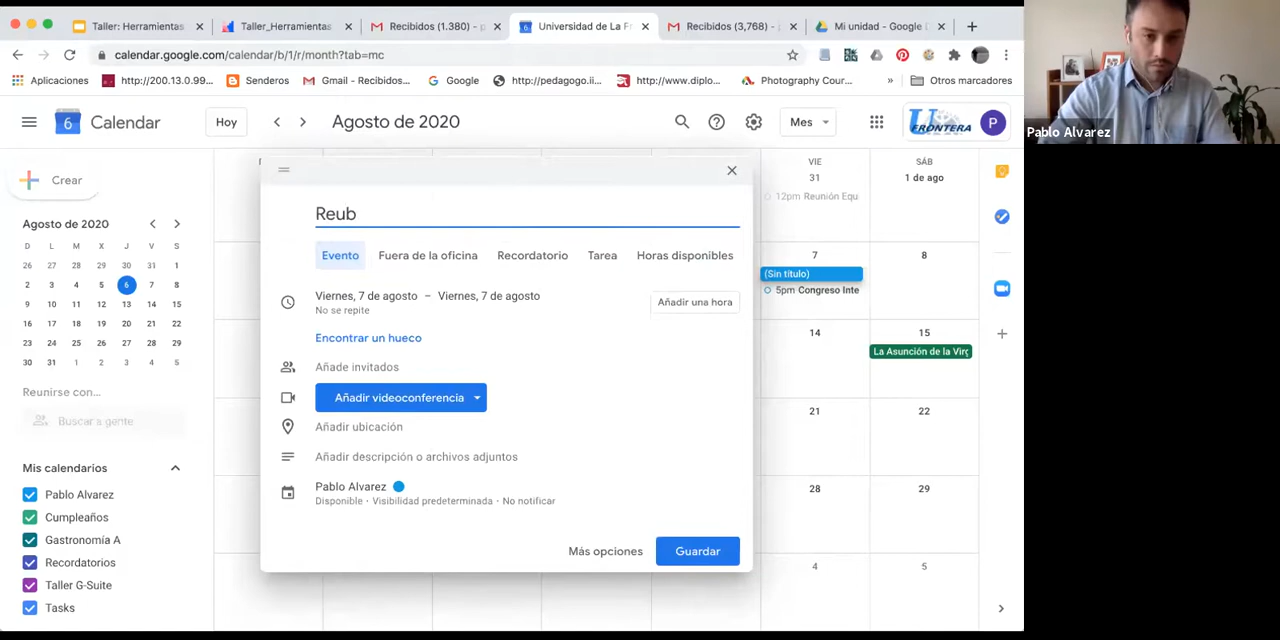 Taller: Herramientas
Taller_Herramientas
Recibidos (1.380) - p
Universidad de La Fr
Recibidos (3,768) -
Mi unidad - Google D
calendar.google.com/calendar/b/1/r/month?tab=mc
Aplicaciones
http://200.13.0.99...
Senderos
Gmail - Recibidos...
Google
http://pedagogo.ii...
http://www.diplo...
Photography Cour...
»
Otros marcadores
6
Calendar
Hoy
Agosto de 2020
Mes
U FRONTERA
P
Pablo Alvarez
Crear
Agosto de 2020
D L M X J V S
26 27 28 29 30 31 1
2 3 4 5 6 7 8
9 10 11 12 13 14 15
16 17 18 19 20 21 22
23 24 25 26 27 28 29
30 31 1 2 3 4 5
Reunirse con...
Buscar a gente
Mis calendarios
Pablo Alvarez
Cumpleaños
Gastronomía A
Recordatorios
Taller G-Suite
Tasks
Reub
Evento
Fuera de la oficina
Recordatorio
Tarea
Horas disponibles
Viernes, 7 de agosto – Viernes, 7 de agosto
No se repite
Añadir una hora
Encontrar un hueco
Añade invitados
Añadir videoconferencia
Añadir ubicación
Añadir descripción o archivos adjuntos
Pablo Alvarez
Disponible · Visibilidad predeterminada · No notificar
Más opciones
Guardar
VIE
31
12pm Reunión Equ
SÁB
1 de ago
7
(Sin título)
5pm Congreso Inte
8
14
15
La Asunción de la Virg
21
22
28
29
4
5